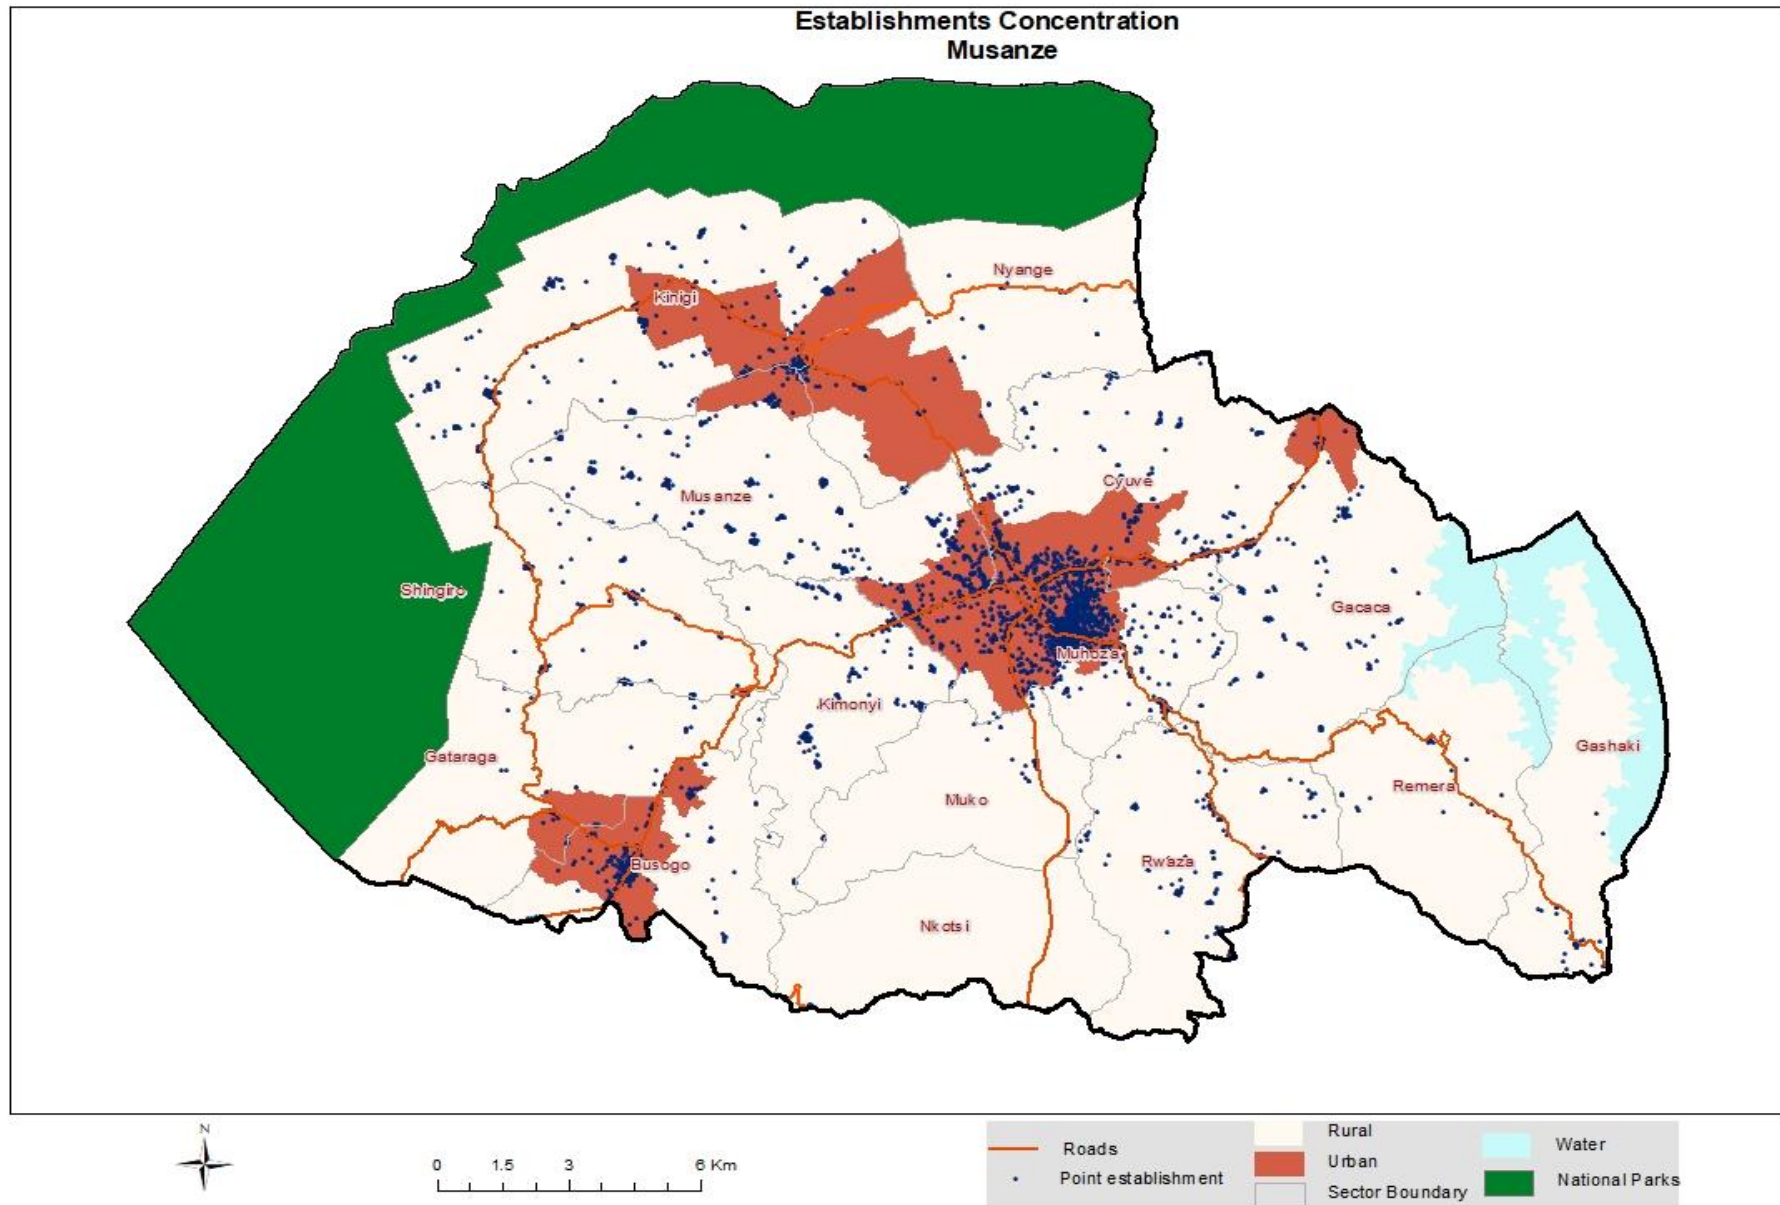 Establishments Concentration
Musanze
Nyange
Kinigi
Cyuve
Musanze
Shingiro
Gacaca
Muhoza
Kimonyi
Gashaki
Gataraga
Remera
Muko
Busogo
Rwaza
Nkotsi
N
0 1.5 3 6 Km
Roads
Point establishment
Rural
Urban
Sector Boundary
Water
National Parks